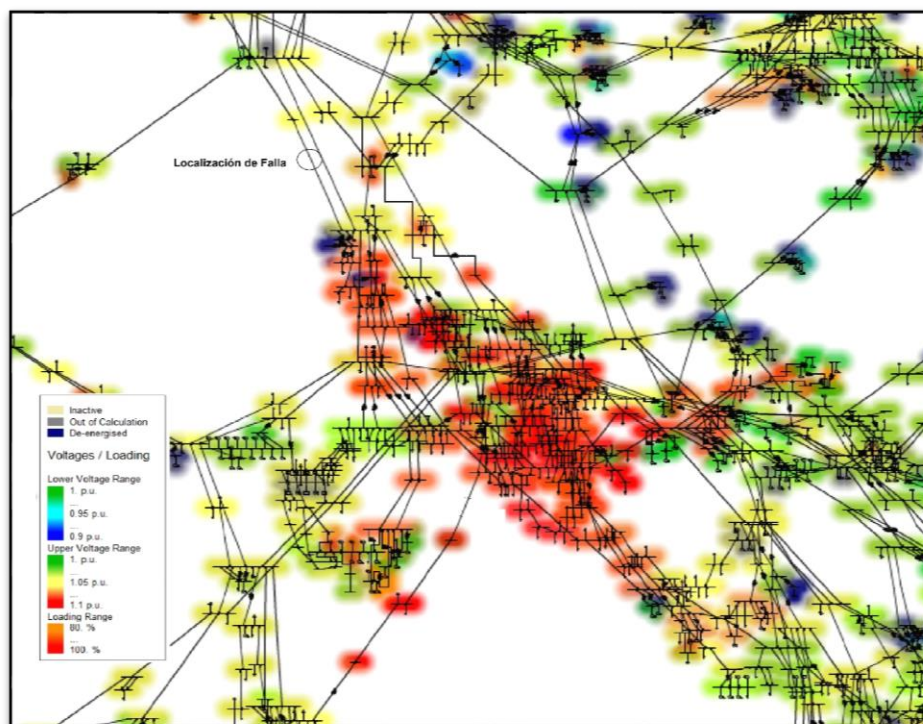 Localización de Falla
Inactive
Out of Calculation
De-energised
Voltages / Loading
Lower Voltage Range
1. p.u.
...
0.95 p.u.
...
0.9 p.u.
Upper Voltage Range
1. p.u.
...
1.05 p.u.
...
1.1 p.u.
Loading Range
80. %
...
100. %